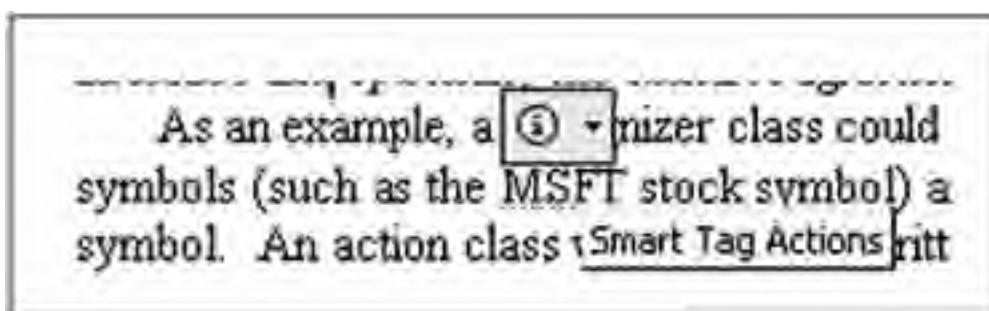 As an example, a nizer class could
symbols (such as the MSFT stock symbol) a
symbol. An action class Smart Tag Actions ritt